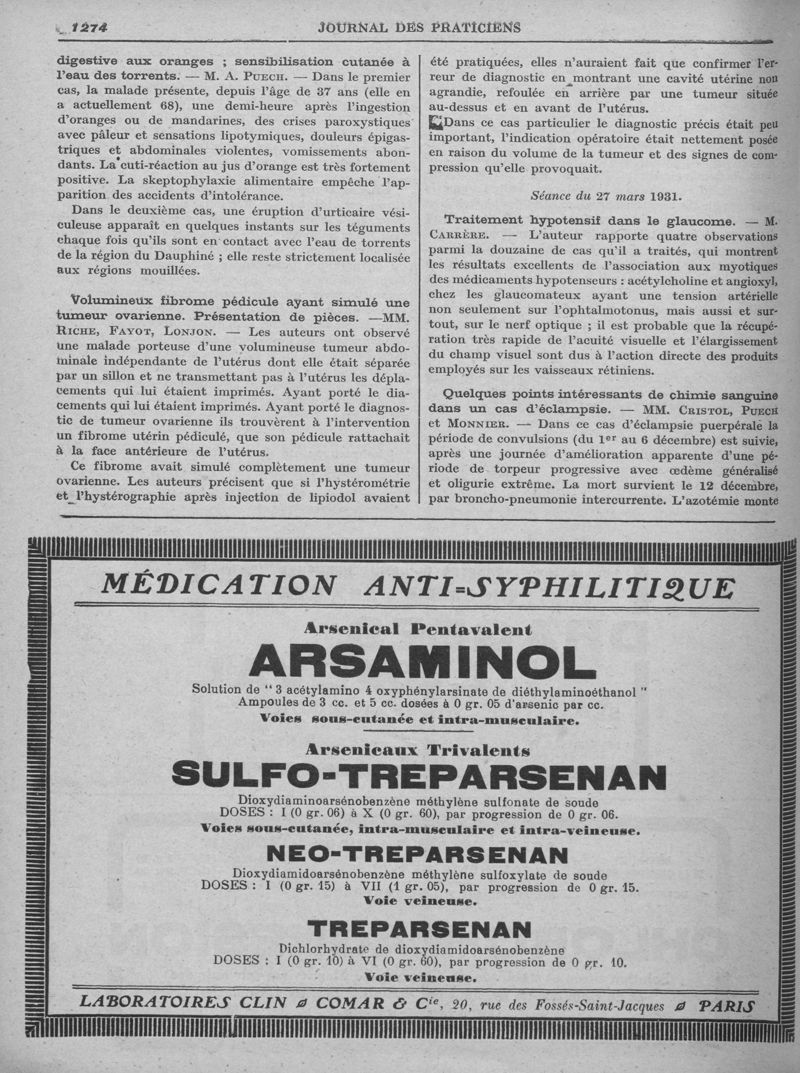 1274
JOURNAL DES PRATICIENS
digestive aux oranges ; sensibilisation cutanée à
l'eau des torrents. — M. A. PUECH. — Dans le premier
cas, la malade présente, depuis l'âge de 37 ans (elle en
a actuellement 68), une demi-heure après l'ingestion
d'oranges ou de mandarines, des crises paroxystiques
avec pâleur et sensations lipotymiques, douleurs épigas-
triques et abdominales violentes, vomissements abon-
dants. La cuti-réaction au jus d'orange est très fortement
positive. La skeptophylaxie alimentaire empêche l'ap-
parition des accidents d'intolérance.
Dans le deuxième cas, une éruption d'urticaire vési-
culeuse apparaît en quelques instants sur les téguments
chaque fois qu'ils sont en contact avec l'eau de torrents
de la région du Dauphiné ; elle reste strictement localisée
aux régions mouillées.
Volumineux fibrome pédicule ayant simulé une
tumeur ovarienne. Présentation de pièces. —MM.
RICHE, FAYOT, LONJON. — Les auteurs ont observé
une malade porteuse d'une volumineuse tumeur abdo-
minale indépendante de l'utérus dont elle était séparée
par un sillon et ne transmettant pas à l'utérus les dépla-
cements qui lui étaient imprimés. Ayant porté le dia-
cements qui lui étaient imprimés. Ayant porté le diagnos-
tic de tumeur ovarienne ils trouvèrent à l'intervention
un fibrome utérin pédiculé, que son pédicule rattachait
à la face antérieure de l'utérus.
Ce fibrome avait simulé complètement une tumeur
ovarienne. Les auteurs précisent que si l'hystérométrie
et l'hystérographie après injection de lipiodol avaient
été pratiquées, elles n'auraient fait que confirmer l'er-
reur de diagnostic en montrant une cavité utérine non
agrandie, refoulée en arrière par une tumeur située
au-dessus et en avant de l'utérus.
Dans ce cas particulier le diagnostic précis était peu
important, l'indication opératoire était nettement posée
en raison du volume de la tumeur et des signes de com-
pression qu'elle provoquait.
Séance du 27 mars 1931.
Traitement hypotensif dans le glaucome. — M.
CARRÈRE. — L'auteur rapporte quatre observations
parmi la douzaine de cas qu'il a traités, qui montrent
les résultats excellents de l'association aux myotiques
des médicaments hypotenseurs : acétylcholine et angioxyl,
chez les glaucomateux ayant une tension artérielle
non seulement sur l'ophtalmotonus, mais aussi et sur-
tout, sur le nerf optique ; il est probable que la récupé-
ration très rapide de l'acuité visuelle et l'élargissement
du champ visuel sont dus à l'action directe des produits
employés sur les vaisseaux rétiniens.
Quelques points intéressants de chimie sanguine
dans un cas d'éclampsie. — MM. CRISTOL, PUECH
et MONNIER. — Dans ce cas d'éclampsie puerpérale la
période de convulsions (du 1er au 6 décembre) est suivie,
après une journée d'amélioration apparente d'une pé-
riode de torpeur progressive avec œdème généralisé
et oligurie extrême. La mort survient le 12 décembre,
par broncho-pneumonie intercurrente. L'azotémie monte
MÉDICATION ANTI=SYPHILITIQUE
Arsenical Pentavalent
ARSAMINOL
Solution de " 3 acétylamino 4 oxyphénylarsinate de diéthylaminoéthanol "
Ampoules de 3 cc. et 5 cc. dosées à 0 gr. 05 d'arsenic par cc.
Voies sous-cutanée et intra-musculaire.
Arsenicaux Trivalents
SULFO-TREPARSENAN
Dioxydiaminoarsénobenzène méthylène sulfonate de soude
DOSES : I (0 gr. 06) à X (0 gr. 60), par progression de 0 gr. 06.
Voies sous-cutanée, intra-musculaire et intra-veineuse.
NEO-TREPARSENAN
Dioxydiamidoarsénobenzène méthylène sulfoxylate de soude
DOSES : I (0 gr. 15) à VII (1 gr. 05), par progression de 0 gr. 15.
Voie veineuse.
TREPARSENAN
Dichlorhydrate de dioxydiamidoarsénobenzène
DOSES : I (0 gr. 10) à VI (0 gr. 60), par progression de 0 gr. 10.
Voie veineuse.
LABORATOIRES CLIN COMAR & Cie, 20, rue des Fossés-Saint-Jacques PARIS